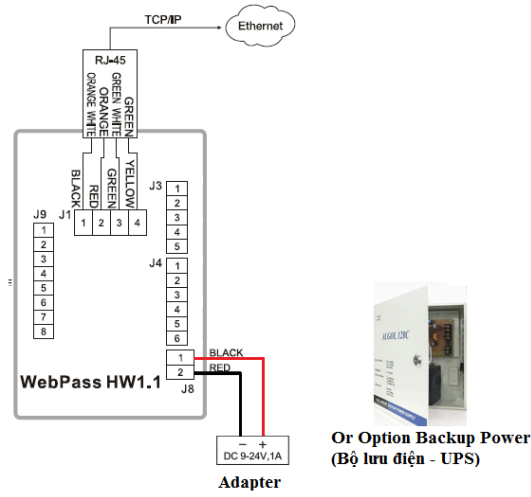 TCP/IP
Ethernet
RJ-45
ORANGE WHITE
ORANGE
GREEN WHITE
GREEN
BLACK
RED
GREEN
YELLOW
J1
1 2 3 4
J3
1
2
3
4
5
J9
1
2
3
4
5
6
7
8
J4
1
2
3
4
5
6
1 BLACK
2 RED
J8
WebPass HW1.1
− +
DC 9-24V,1A
Adapter
ALGOL 120C
Or Option Backup Power
(Bộ lưu điện - UPS)